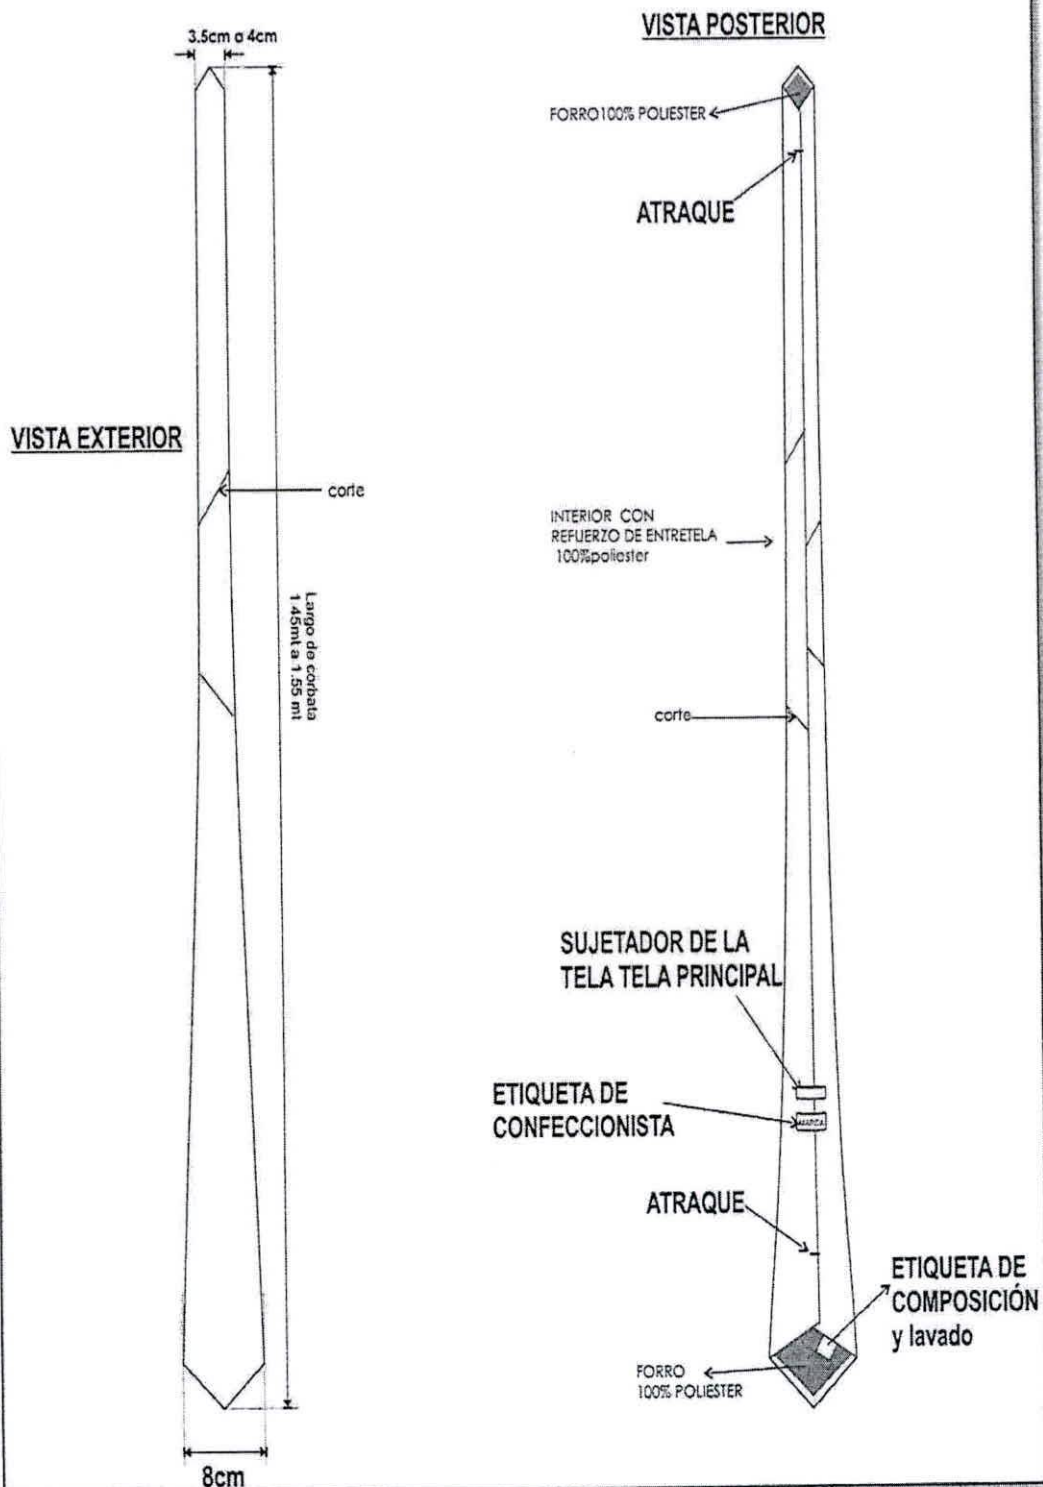 3.5cm a 4cm
VISTA EXTERIOR
corte
Largo de corbata
1.45mt a 1.55 mt
8cm
VISTA POSTERIOR
FORRO100% POLIESTER
ATRAQUE
INTERIOR CON
REFUERZO DE ENTRETELA
100%poliester
corte
SUJETADOR DE LA
TELA TELA PRINCIPAL
ETIQUETA DE
CONFECCIONISTA
MARCA
ATRAQUE
ETIQUETA DE
COMPOSICIÓN
y lavado
FORRO
100% POLIESTER